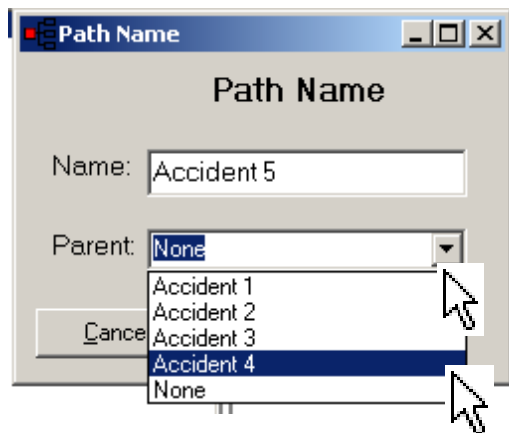 Path Name
Path Name
Name: Accident 5
Parent: None
Accident 1
Accident 2
Accident 3
Accident 4
None
Cance